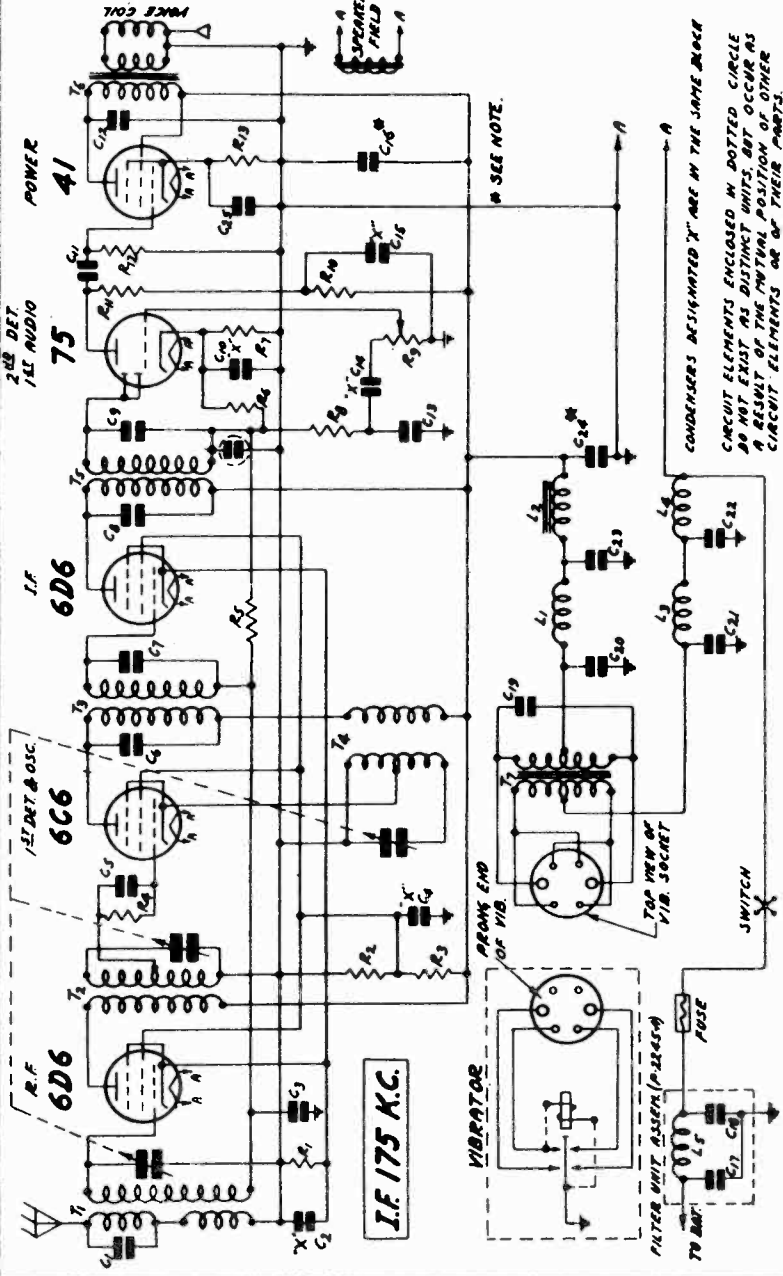 R.F.
6D6
1ST DET. & OSC.
6C6
I.F.
6D6
2ND DET.
1ST AUDIO
75
POWER
41
VOICE COIL
SPEAKER
FIELD
A
A
T1
C1
T2
R4
C5
C6
T3
C7
C8
T5
C9
C11
R11
R12
C12
T6
A
A
A
A
A
A
A
A
A
A
"X"
C2
R1
C3
R5
R6
C10
"X"
R7
C25
R13
R2
R3
"X"
C4
T4
R8
C13
"X" C14
R9
R10
"X"
C15
C16*
* SEE NOTE.
I.F. 175 K.C.
VIBRATOR
PRONG END
OF VIB.
TOP VIEW OF
VIB. SOCKET
T7
C19
C20
L1
C23
L2
C24*
A
C21
L3
C22
L4
A
FILTER UNIT ASSEM. (A-22454)
TO BAT.
L5
C17
C18
FUSE
SWITCH
CONDENSERS DESIGNATED "X" ARE IN THE SAME BLOCK
CIRCUIT ELEMENTS ENCLOSED IN DOTTED CIRCLE
DO NOT EXIST AS DISTINCT UNITS, BUT OCCUR AS
A RESULT OF THE MUTUAL POSITION OF OTHER
CIRCUIT ELEMENTS OR OF THEIR PARTS.